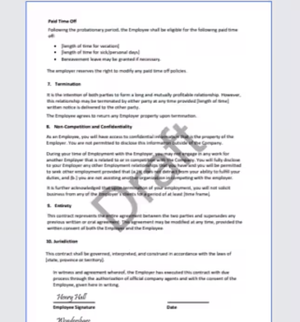 Paid Time Off
Following the probationary period, the Employee shall be eligible for the following paid time
off:
• [length of time for vacation]
• [length of time for sick/personal days]
• Bereavement leave may be granted if necessary.
The employer reserves the right to modify any paid time off policies.
7. Termination
It is the intention of both parties to form a long and mutually profitable relationship. However,
this relationship may be terminated by either party at any time provided [length of time]
written notice is delivered to the other party.
The Employee agrees to return any Employer property upon termination.
8. Non-Competition and Confidentiality
As an Employee, you will have access to confidential information that is the property of the
Employer. You are not permitted to disclose this information outside of the Company.
During your time of Employment with the Employer, you may not engage in any work for
another Employer that is related to or in competition with the Company. You will fully disclose
to your Employer any other Employment relationships that you have and you will be permitted
to seek other employment provided that (a.) it does not detract from your ability to fulfill your
duties, and (b.) you are not assisting another organization in competing with the employer.
It is further acknowledged that upon termination of your employment, you will not solicit
business from any of the Employer's clients for a period of at least [time frame].
9. Entirety
This contract represents the entire agreement between the two parties and supersedes any
previous written or oral agreement. This agreement may be modified at any time, provided the
written consent of both the Employer and the Employee.
10. Jurisdiction
This contract shall be governed, interpreted, and construed in accordance with the laws of
[state, province or territory].
In witness and agreement whereof, the Employer has executed this contract with due
process through the authorization of official company agents and with the consent of the
Employee, given here in writing.
Henry Hall
Employee Signature Date
Draft